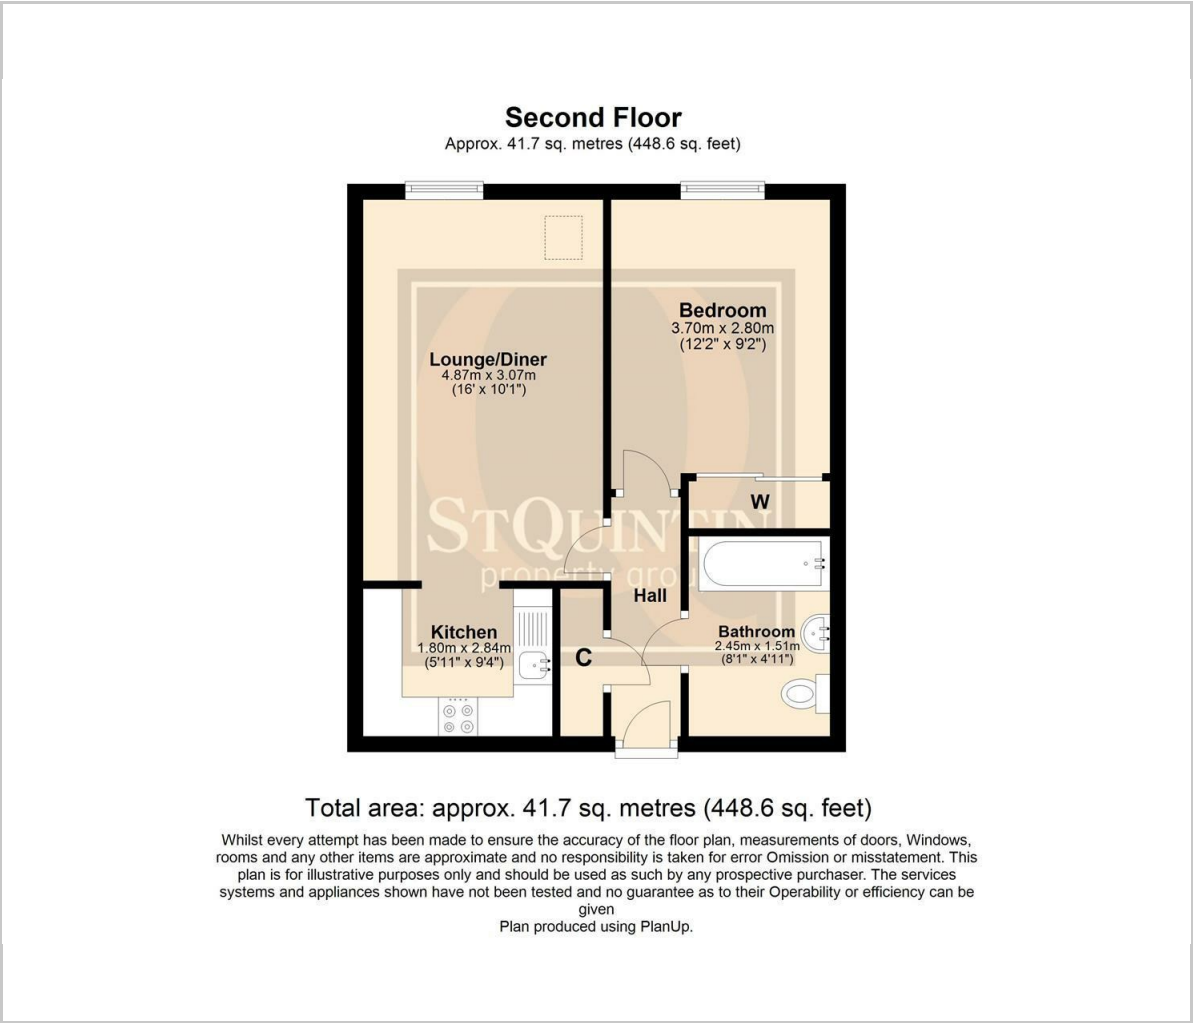 Second Floor
Approx. 41.7 sq. metres (448.6 sq. feet)
Bedroom
3.70m x 2.80m
(12'2" x 9'2")
Lounge/Diner
4.87m x 3.07m
(16' x 10'1")
W
STQUINTIN
property group
Hall
Kitchen
1.80m x 2.84m
(5'11" x 9'4")
C
Bathroom
2.45m x 1.51m
(8'1" x 4'11")
Total area: approx. 41.7 sq. metres (448.6 sq. feet)
Whilst every attempt has been made to ensure the accuracy of the floor plan, measurements of doors, Windows,
rooms and any other items are approximate and no responsibility is taken for error Omission or misstatement. This
plan is for illustrative purposes only and should be used as such by any prospective purchaser. The services
systems and appliances shown have not been tested and no guarantee as to their Operability or efficiency can be
given
Plan produced using PlanUp.